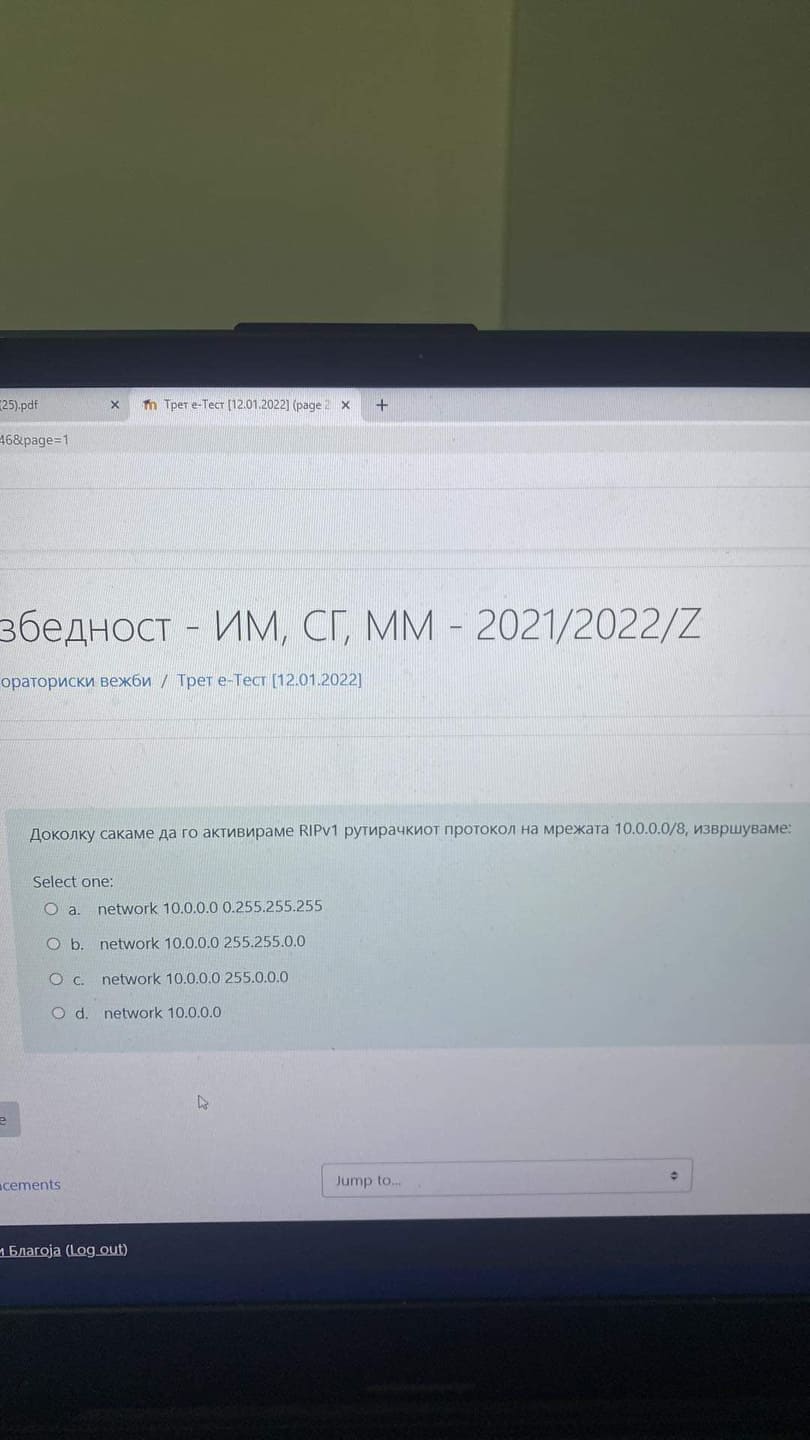 (25).pdf
Трет е-Тест [12.01.2022] (page 2
46&page=1
збедност - ИМ, СГ, ММ - 2021/2022/Z
ораториски вежби / Трет е-Тест [12.01.2022]
Доколку сакаме да го активираме RIPv1 рутирачкиот протокол на мрежата 10.0.0.0/8, извршуваме:
Select one:
a. network 10.0.0.0 0.255.255.255
b. network 10.0.0.0 255.255.0.0
c. network 10.0.0.0 255.0.0.0
d. network 10.0.0.0
e
ncements
Jump to...
и Благоја (Log out)